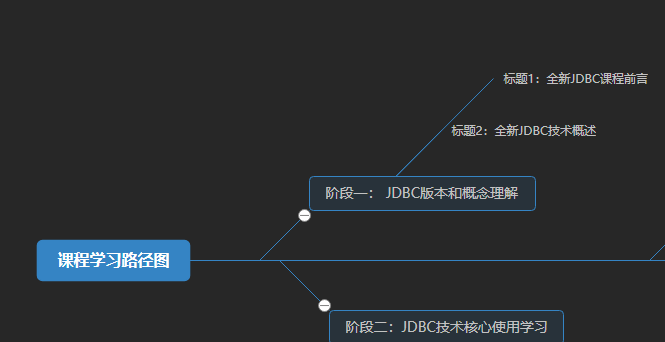 标题1：全新JDBC课程前言
标题2：全新JDBC技术概述
阶段一： JDBC版本和概念理解
课程学习路径图
阶段二：JDBC技术核心使用学习